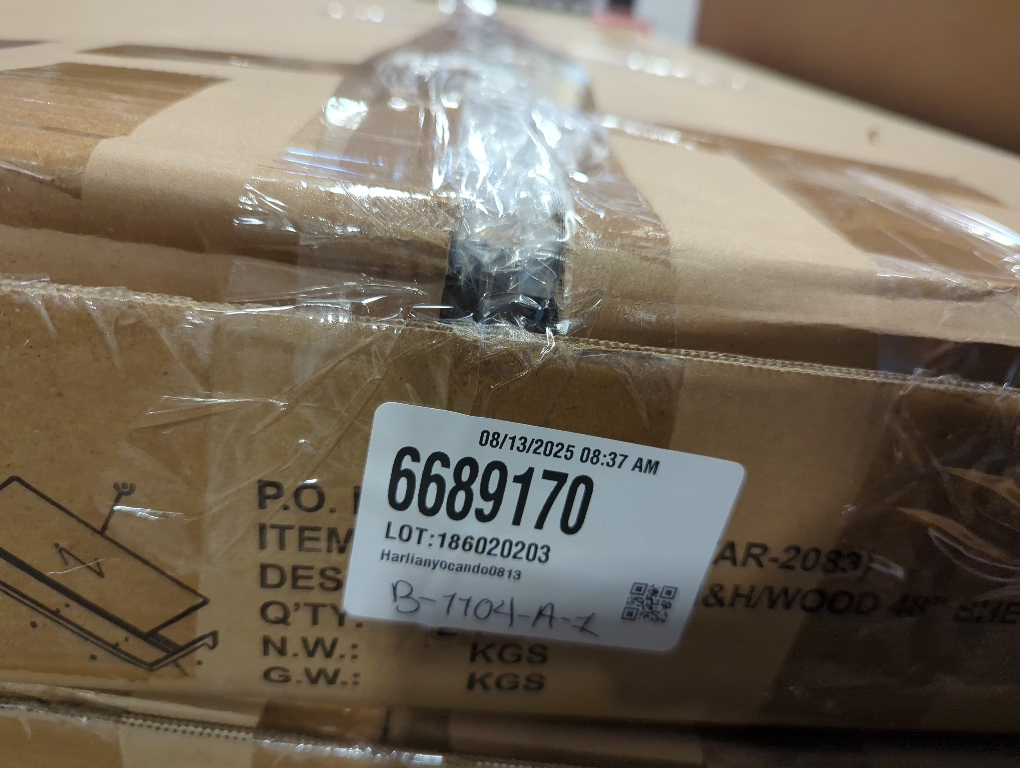 08/13/2025 08:37 AM
6689170
LOT:186020203
Harlianyocando0813
B-1104-A-1
P.O.
ITEM AR-2083)
DES &H/WOOD 48" SHE
Q'TY:
N.W.: KGS
G.W.: KGS